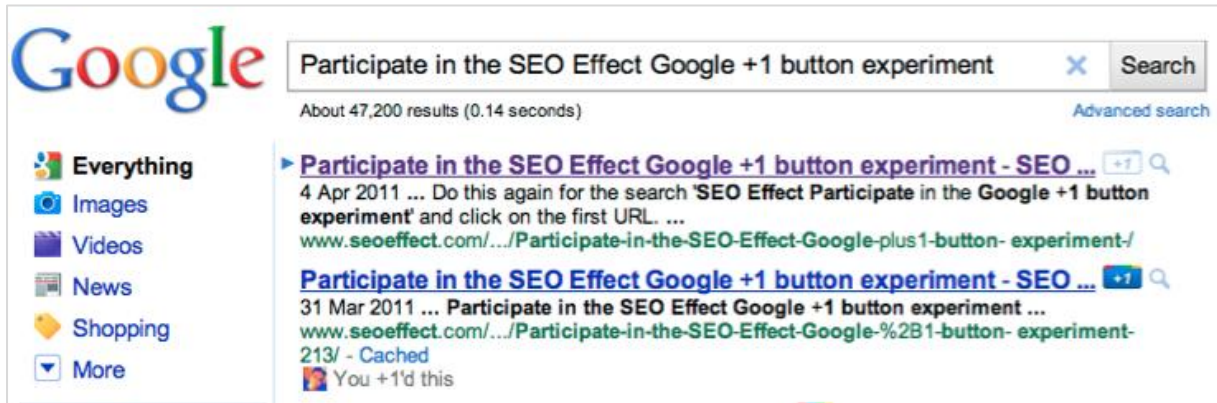 Google
Participate in the SEO Effect Google +1 button experiment
Search
About 47,200 results (0.14 seconds)
Advanced search
Everything
Images
Videos
News
Shopping
More
Participate in the SEO Effect Google +1 button experiment - SEO ... +1
4 Apr 2011 ... Do this again for the search 'SEO Effect Participate in the Google +1 button
experiment' and click on the first URL. ...
www.seoeffect.com/.../Participate-in-the-SEO-Effect-Google-plus1-button- experiment-/
Participate in the SEO Effect Google +1 button experiment - SEO ... +1
31 Mar 2011 ... Participate in the SEO Effect Google +1 button experiment ...
www.seoeffect.com/.../Participate-in-the-SEO-Effect-Google-%2B1-button- experiment-
213/ - Cached
You +1'd this